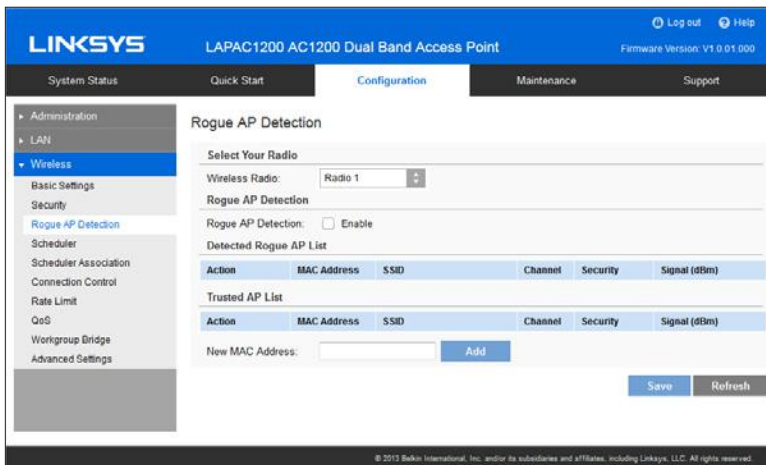 Log out Help
LINKSYS LAPAC1200 AC1200 Dual Band Access Point Firmware Version: V1.0.01.000
System Status Quick Start Configuration Maintenance Support
Administration
LAN
Wireless
Basic Settings
Security
Rogue AP Detection
Scheduler
Scheduler Association
Connection Control
Rate Limit
QoS
Workgroup Bridge
Advanced Settings
Rogue AP Detection
Select Your Radio
Wireless Radio: Radio 1
Rogue AP Detection
Rogue AP Detection: Enable
Detected Rogue AP List
Action MAC Address SSID Channel Security Signal (dBm)
Trusted AP List
Action MAC Address SSID Channel Security Signal (dBm)
New MAC Address: Add
Save Refresh
© 2013 Belkin International, Inc. and/or its subsidiaries and affiliates, including Linksys, LLC. All rights reserved.